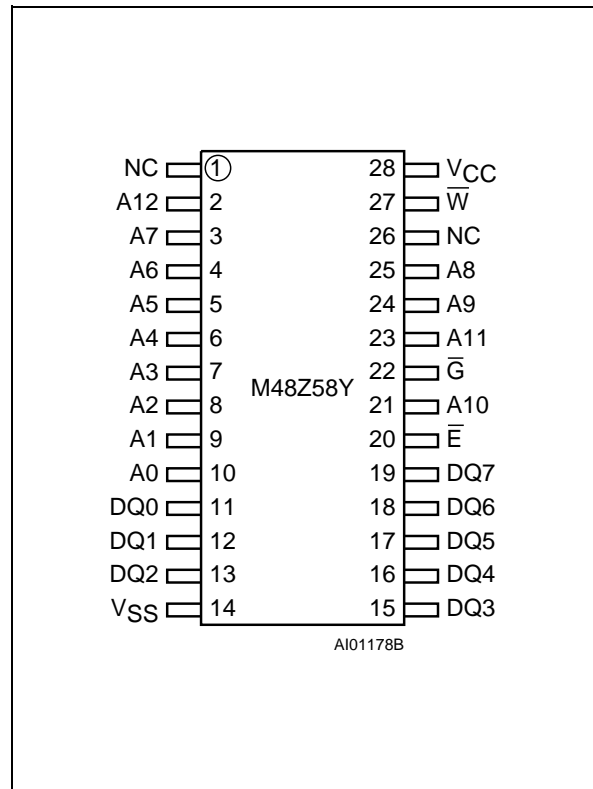 NC 1 28 VCC
A12 2 27 W̅
A7 3 26 NC
A6 4 25 A8
A5 5 24 A9
A4 6 23 A11
A3 7 22 G̅
M48Z58Y
A2 8 21 A10
A1 9 20 E̅
A0 10 19 DQ7
DQ0 11 18 DQ6
DQ1 12 17 DQ5
DQ2 13 16 DQ4
VSS 14 15 DQ3
AI01178B